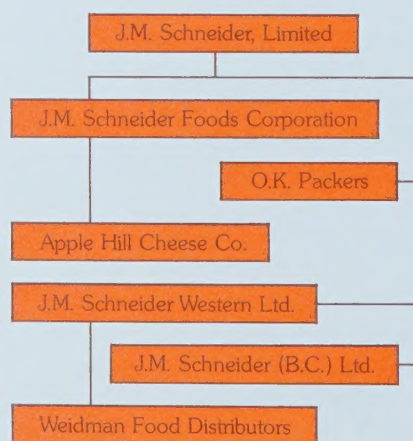 J.M. Schneider, Limited
J.M. Schneider Foods Corporation
O.K. Packers
Apple Hill Cheese Co.
J.M. Schneider Western Ltd.
J.M. Schneider (B.C.) Ltd.
Weidman Food Distributors